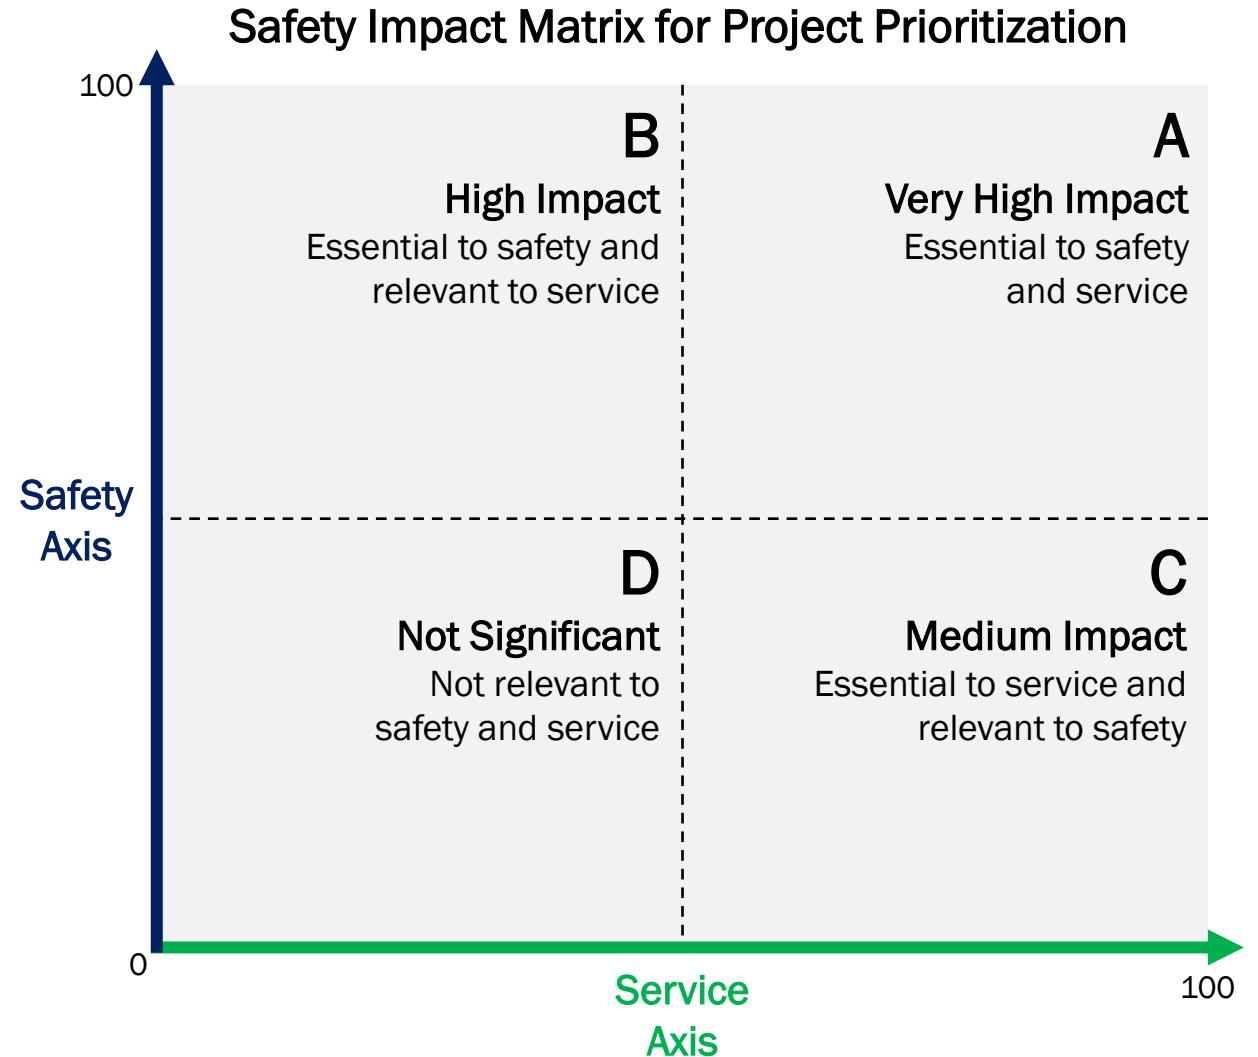 Safety Impact Matrix for Project Prioritization
100
B
High Impact
Essential to safety and
relevant to service
A
Very High Impact
Essential to safety
and service
Safety
Axis
D
Not Significant
Not relevant to
safety and service
C
Medium Impact
Essential to service and
relevant to safety
0
Service
Axis
100